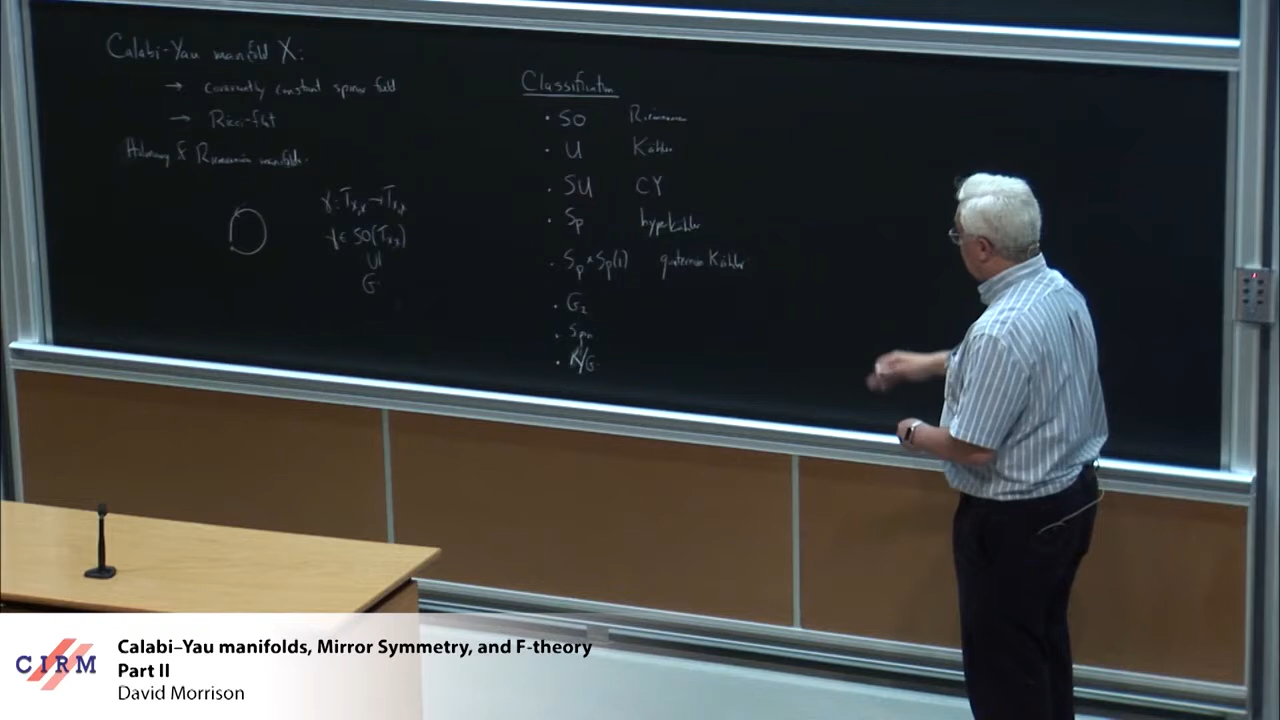 Calabi-Yau manifold X:
→ covariantly constant spinor field
→ Ricci-flat
Holonomy of Riemannian manifolds:
γ: T_{X,x} → T_{X,x}
γ ∈ SO(T_{X,x})
∪|
G
Classification
· SO Riemannian
· U Kähler
· SU CY
· Sp hyperkähler
· Sp × Sp(1) quaternion Kähler
· G₂
· Spin
· K/G
CIRM
Calabi–Yau manifolds, Mirror Symmetry, and F-theory
Part II
David Morrison